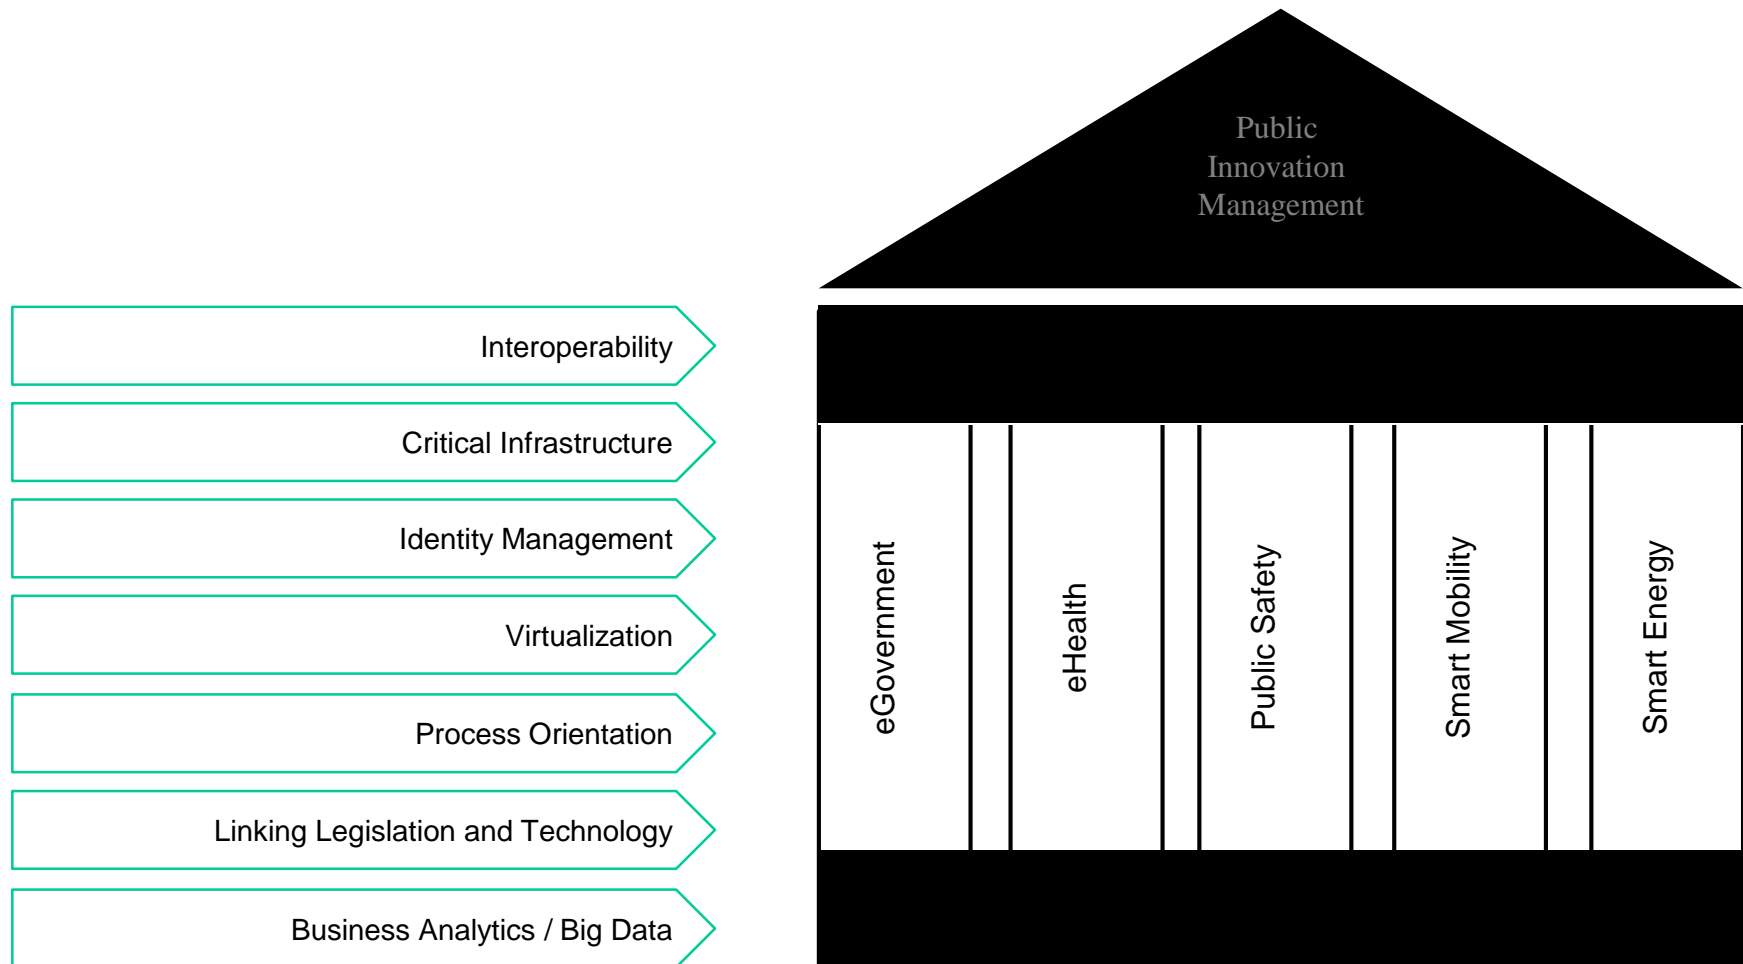 Public
Innovation
Management
Interoperability
Critical Infrastructure
Identity Management
Virtualization
Process Orientation
Linking Legislation and Technology
Business Analytics / Big Data
eGovernment
eHealth
Public Safety
Smart Mobility
Smart Energy